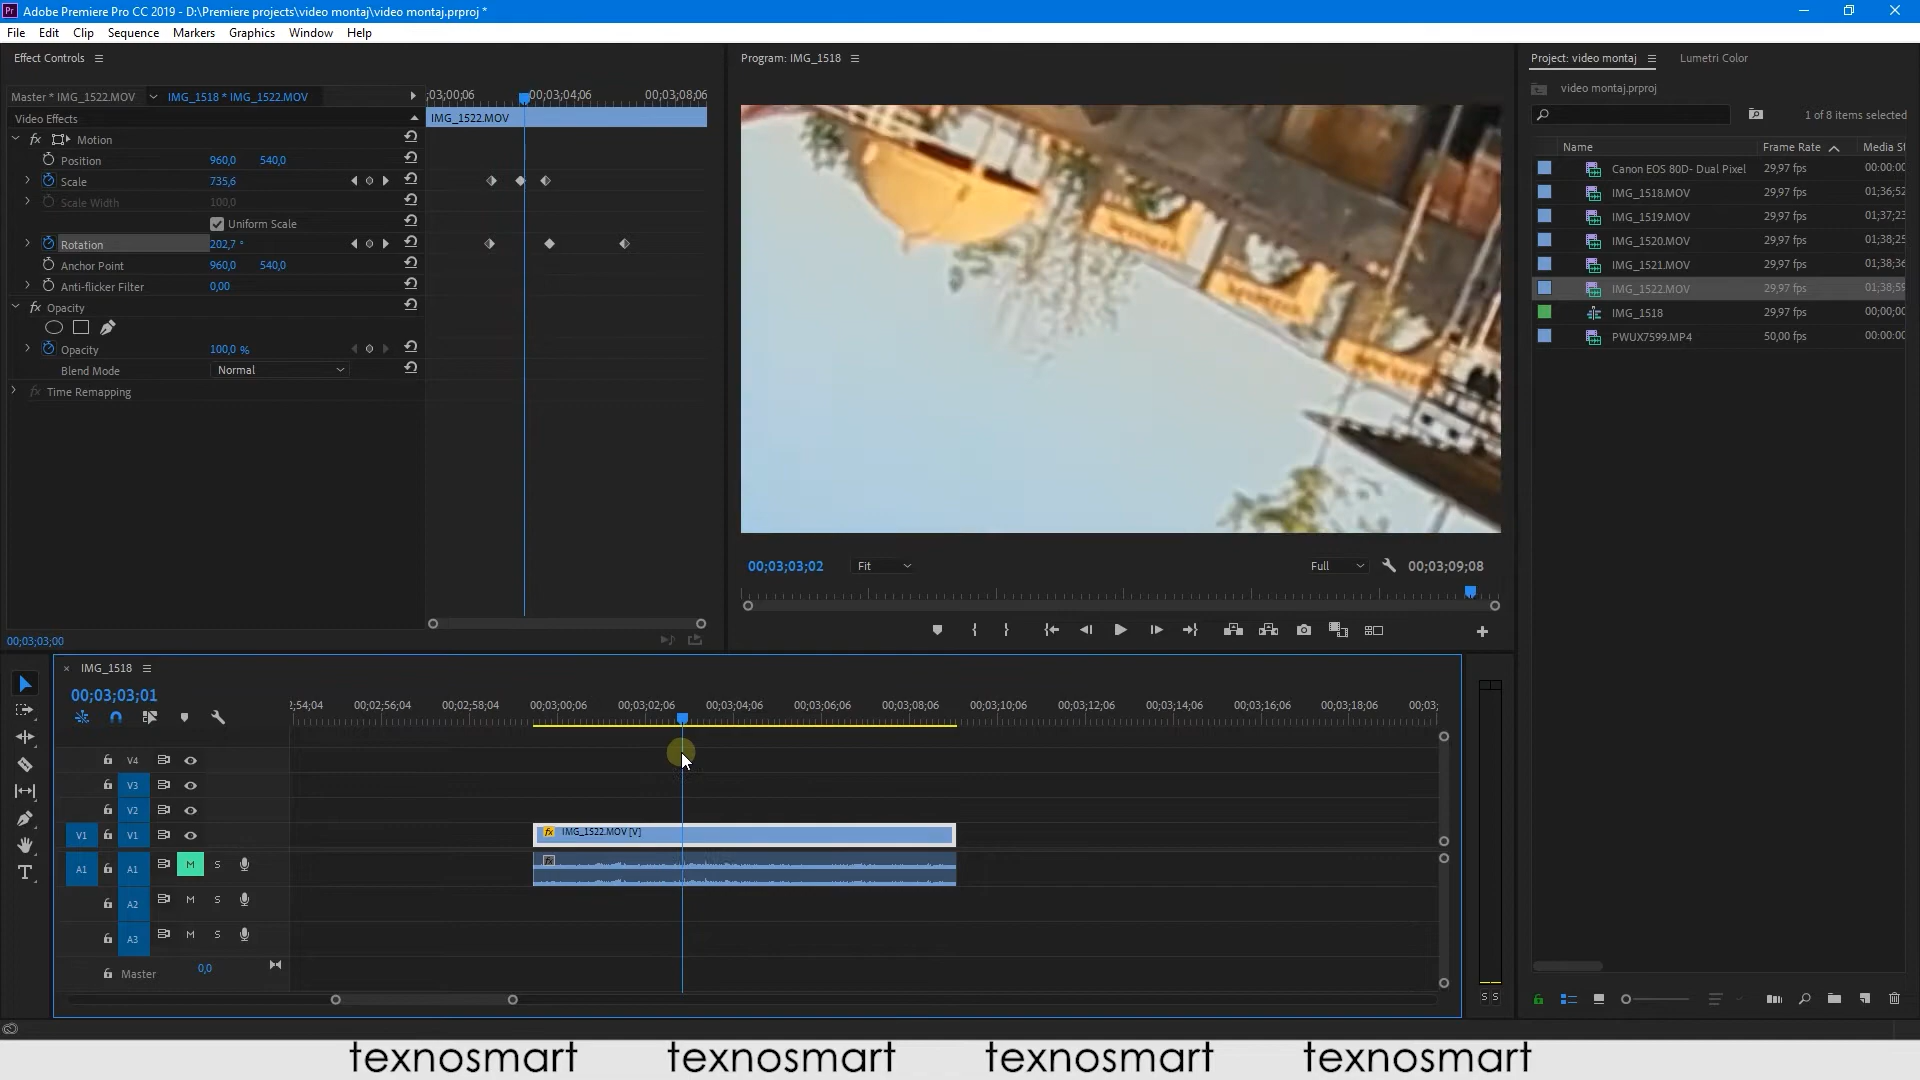 Adobe Premiere Pro CC 2019 - D:\Premiere projects\video montaj\video montaj.prproj *
File Edit Clip Sequence Markers Graphics Window Help
Effect Controls
Master * IMG_1522.MOV IMG_1518 * IMG_1522.MOV
;03;00;06 00;03;04;06 00;03;08;06
Video Effects
IMG_1522.MOV
fx Motion
Position 960,0 540,0
Scale 735,6
Scale Width 100,0
Uniform Scale
Rotation 202,7 °
Anchor Point 960,0 540,0
Anti-flicker Filter 0,00
fx Opacity
Opacity 100,0 %
Blend Mode Normal
fx Time Remapping
00;03;03;00
Program: IMG_1518
00;03;03;02 Fit Full 00;03;09;08
Project: video montaj Lumetri Color
video montaj.prproj
1 of 8 items selected
Name Frame Rate Media St
Canon EOS 80D- Dual Pixel 29,97 fps 00:00:00
IMG_1518.MOV 29,97 fps 01;36;52
IMG_1519.MOV 29,97 fps 01;37;23
IMG_1520.MOV 29,97 fps 01;38;25
IMG_1521.MOV 29,97 fps 01;38;36
IMG_1522.MOV 29,97 fps 01;38;59
IMG_1518 29,97 fps 00;00;00
PWUX7599.MP4 50,00 fps 00:00:00
IMG_1518
00;03;03;01
2;54;04 00;02;56;04 00;02;58;04 00;03;00;06 00;03;02;06 00;03;04;06 00;03;06;06 00;03;08;06 00;03;10;06 00;03;12;06 00;03;14;06 00;03;16;06 00;03;18;06 00;03;
V4
V3
V2
V1 V1
fx IMG_1522.MOV [V]
A1 A1 M S
fx
A2 M S
A3 M S
Master 0,0
S S
texnosmart texnosmart texnosmart texnosmart